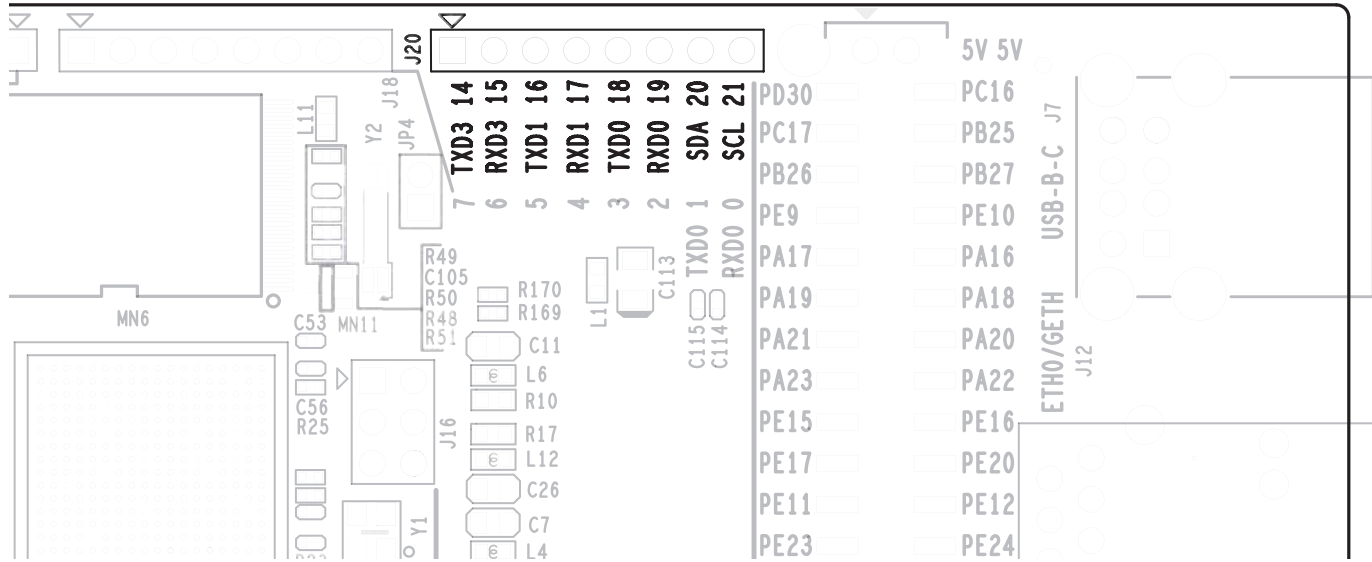 J20
TXD3 14
RXD3 15
TXD1 16
RXD1 17
TXD0 18
RXD0 19
SDA 20
SCL 21
7
6
5
4
3
2
TXD0 1
RXD0 0
J18
L11
Y2
JP4
R49
C105
R50
R48
R51
MN6
C53
MN11
C56
R25
J16
Y1
R170
R169
C11
L6
R10
R17
L12
C26
C7
L4
L1
C113
C115
C114
5V 5V
PD30 PC16
PC17 PB25
PB26 PB27
PE9 PE10
PA17 PA16
PA19 PA18
PA21 PA20
PA23 PA22
PE15 PE16
PE17 PE20
PE11 PE12
PE23 PE24
J7
USB-B-C
ETH0/GETH
J12